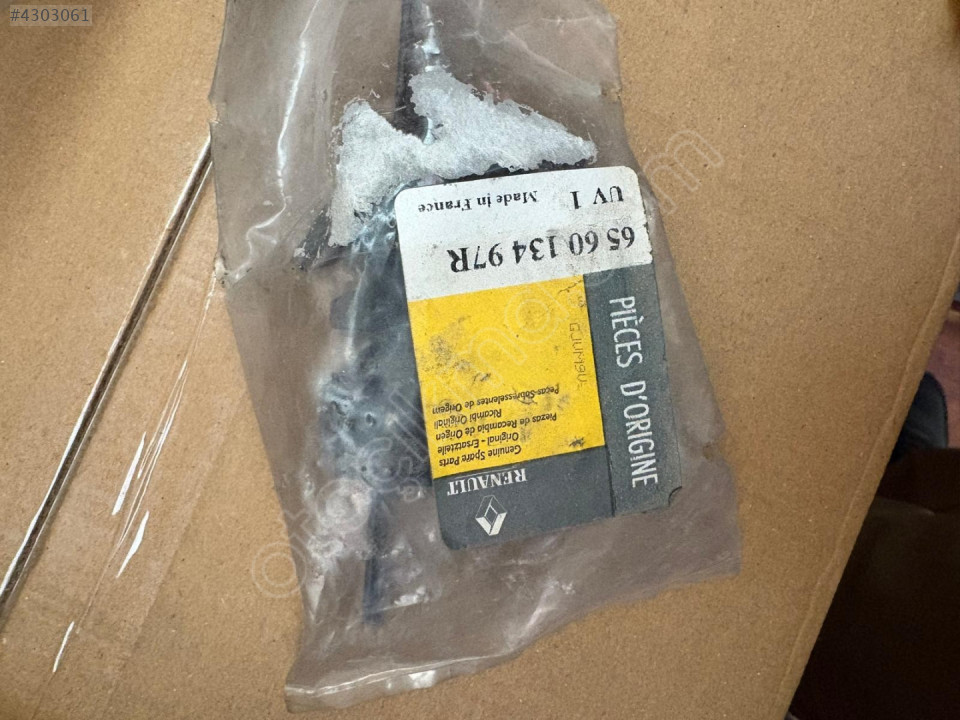 #4303061
RENAULT
Genuine Spare Parts
Original - Ersatzteile
Piezas de Recambio de Origen
Ricambi Originali
Peças-Sobresselentes de Origem
GJUM9U
PIÈCES D'ORIGINE
65 60 134 97R
UV 1 Made in France